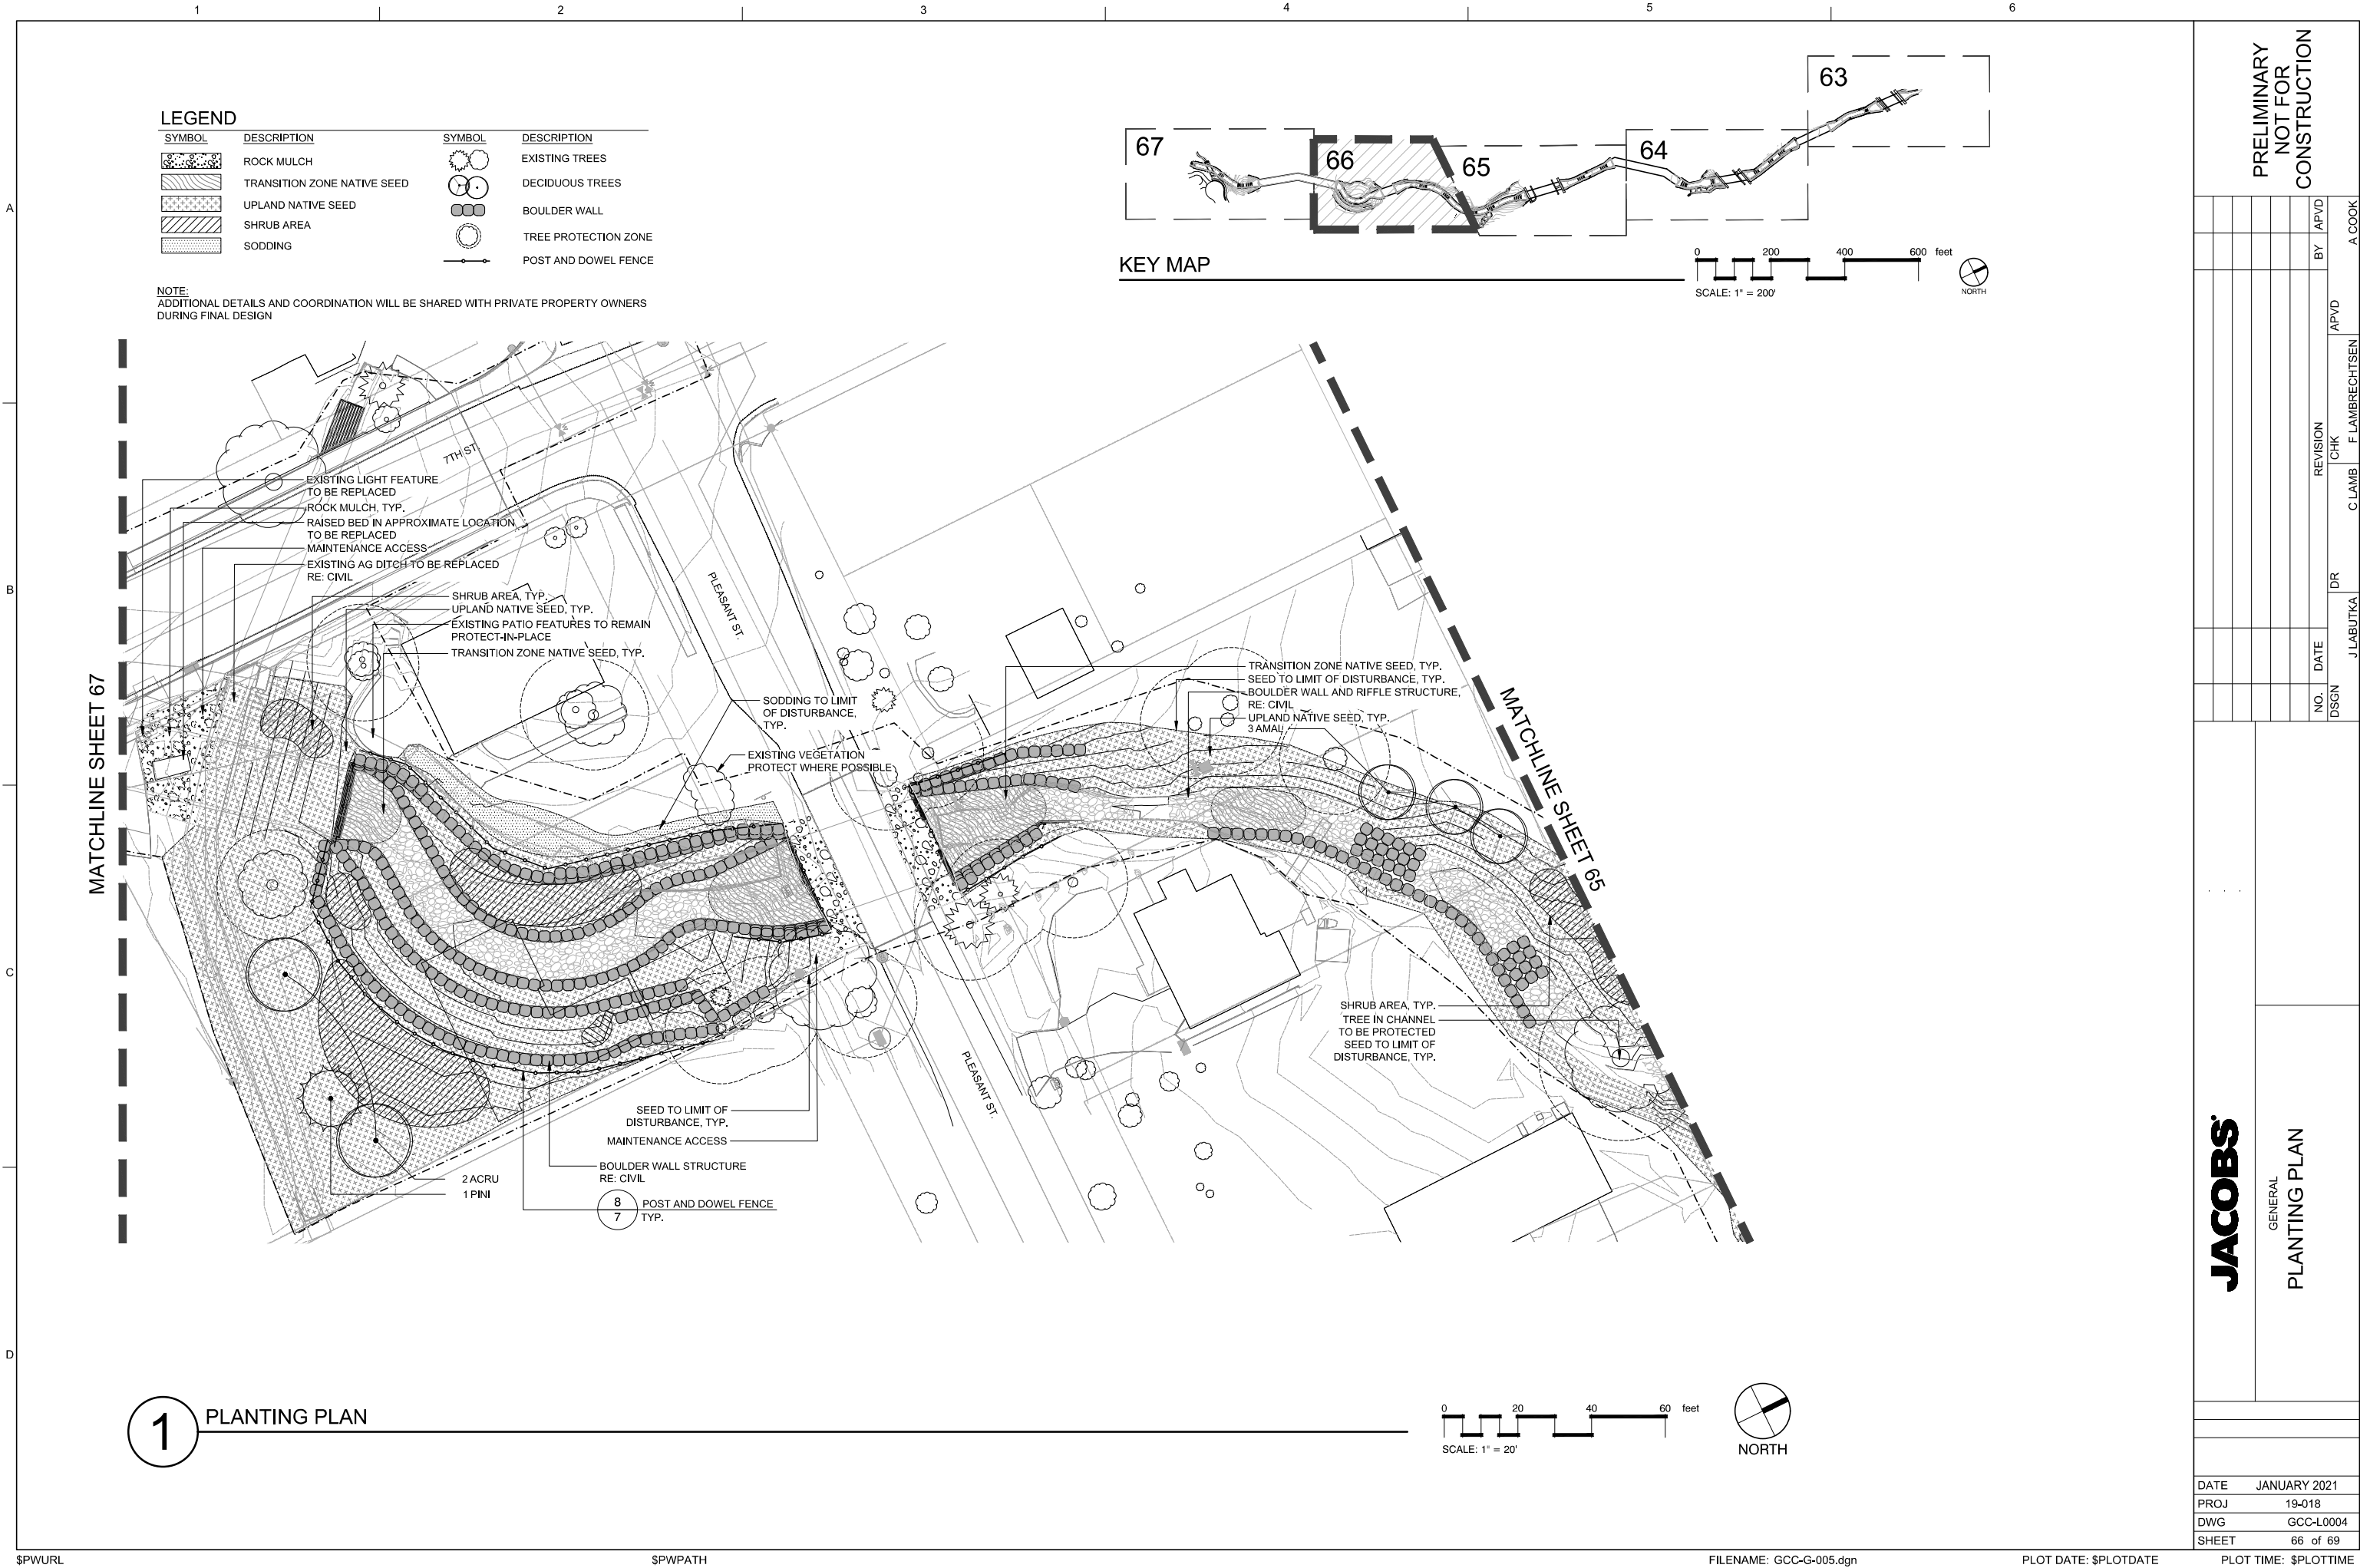 1 2 3 4 5 6
A
B
C
D
LEGEND
SYMBOL DESCRIPTION SYMBOL DESCRIPTION
ROCK MULCH
TRANSITION ZONE NATIVE SEED
UPLAND NATIVE SEED
SHRUB AREA
SODDING
EXISTING TREES
DECIDUOUS TREES
BOULDER WALL
TREE PROTECTION ZONE
POST AND DOWEL FENCE
NOTE:
ADDITIONAL DETAILS AND COORDINATION WILL BE SHARED WITH PRIVATE PROPERTY OWNERS
DURING FINAL DESIGN
67
66
65
64
63
KEY MAP
0 200 400 600 feet
SCALE: 1" = 200'
NORTH
MATCHLINE SHEET 67
7TH ST.
EXISTING LIGHT FEATURE
TO BE REPLACED
ROCK MULCH, TYP.
RAISED BED IN APPROXIMATE LOCATION
TO BE REPLACED
MAINTENANCE ACCESS
EXISTING AG DITCH TO BE REPLACED
RE: CIVIL
SHRUB AREA, TYP.
UPLAND NATIVE SEED, TYP.
EXISTING PATIO FEATURES TO REMAIN
PROTECT-IN-PLACE
TRANSITION ZONE NATIVE SEED, TYP.
PLEASANT ST.
SODDING TO LIMIT
OF DISTURBANCE,
TYP.
EXISTING VEGETATION
PROTECT WHERE POSSIBLE
TRANSITION ZONE NATIVE SEED, TYP.
SEED TO LIMIT OF DISTURBANCE, TYP.
BOULDER WALL AND RIFFLE STRUCTURE,
RE: CIVIL
UPLAND NATIVE SEED, TYP.
3 AMAL
MATCHLINE SHEET 65
SHRUB AREA, TYP.
TREE IN CHANNEL
TO BE PROTECTED
SEED TO LIMIT OF
DISTURBANCE, TYP.
PLEASANT ST.
SEED TO LIMIT OF
DISTURBANCE, TYP.
MAINTENANCE ACCESS
BOULDER WALL STRUCTURE
RE: CIVIL
2 ACRU
1 PINI
8
7
POST AND DOWEL FENCE
TYP.
1
PLANTING PLAN
0 20 40 60 feet
SCALE: 1" = 20'
NORTH
PRELIMINARY
NOT FOR
CONSTRUCTION
NO. DATE REVISION BY APVD
DSGN DR CHK APVD
J LABUTKA C LAMB F LAMBRECHTSEN A COOK
JACOBS
GENERAL
PLANTING PLAN
DATE JANUARY 2021
PROJ 19-018
DWG GCC-L0004
SHEET 66 of 69
$PWURL $PWPATH FILENAME: GCC-G-005.dgn PLOT DATE: $PLOTDATE PLOT TIME: $PLOTTIME